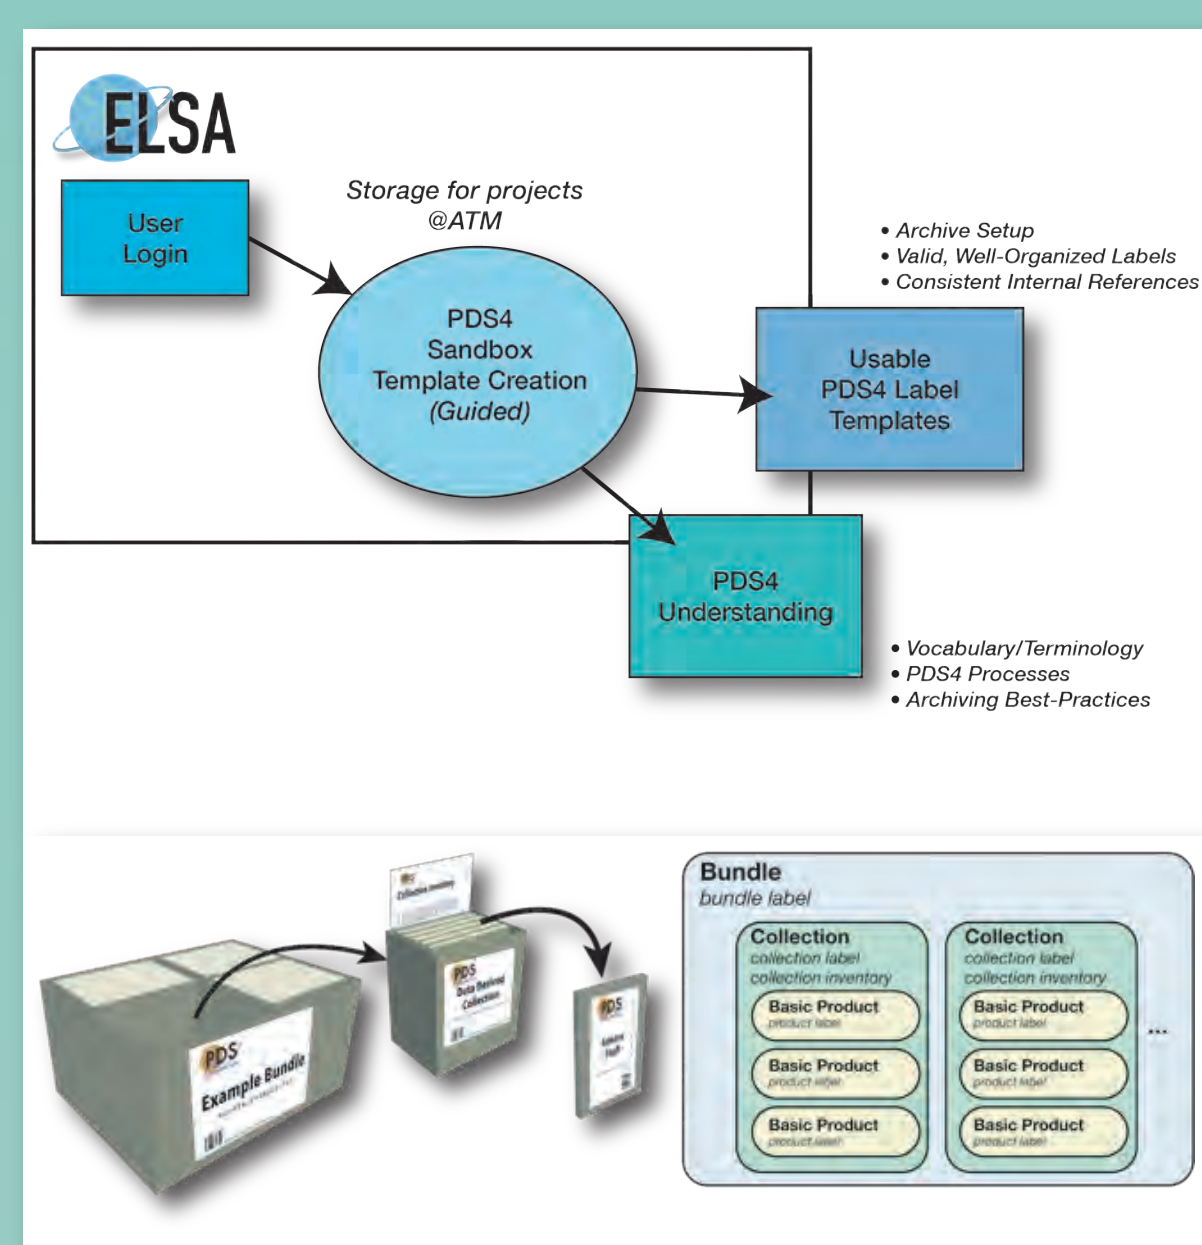 ELSA
User
Login
Storage for projects
@ATM
PDS4
Sandbox
Template Creation
(Guided)
• Archive Setup
• Valid, Well-Organized Labels
• Consistent Internal References
Usable
PDS4 Label
Templates
PDS4
Understanding
• Vocabulary/Terminology
• PDS4 Processes
• Archiving Best-Practices
PDS
Example Bundle
Collection Inventory
PDS
Data Derived
Collection
PDS
Bundle
bundle label
Collection
collection label
collection inventory
Basic Product
product label
Basic Product
product label
Basic Product
product label
Collection
collection label
collection inventory
Basic Product
product label
Basic Product
product label
Basic Product
product label
...